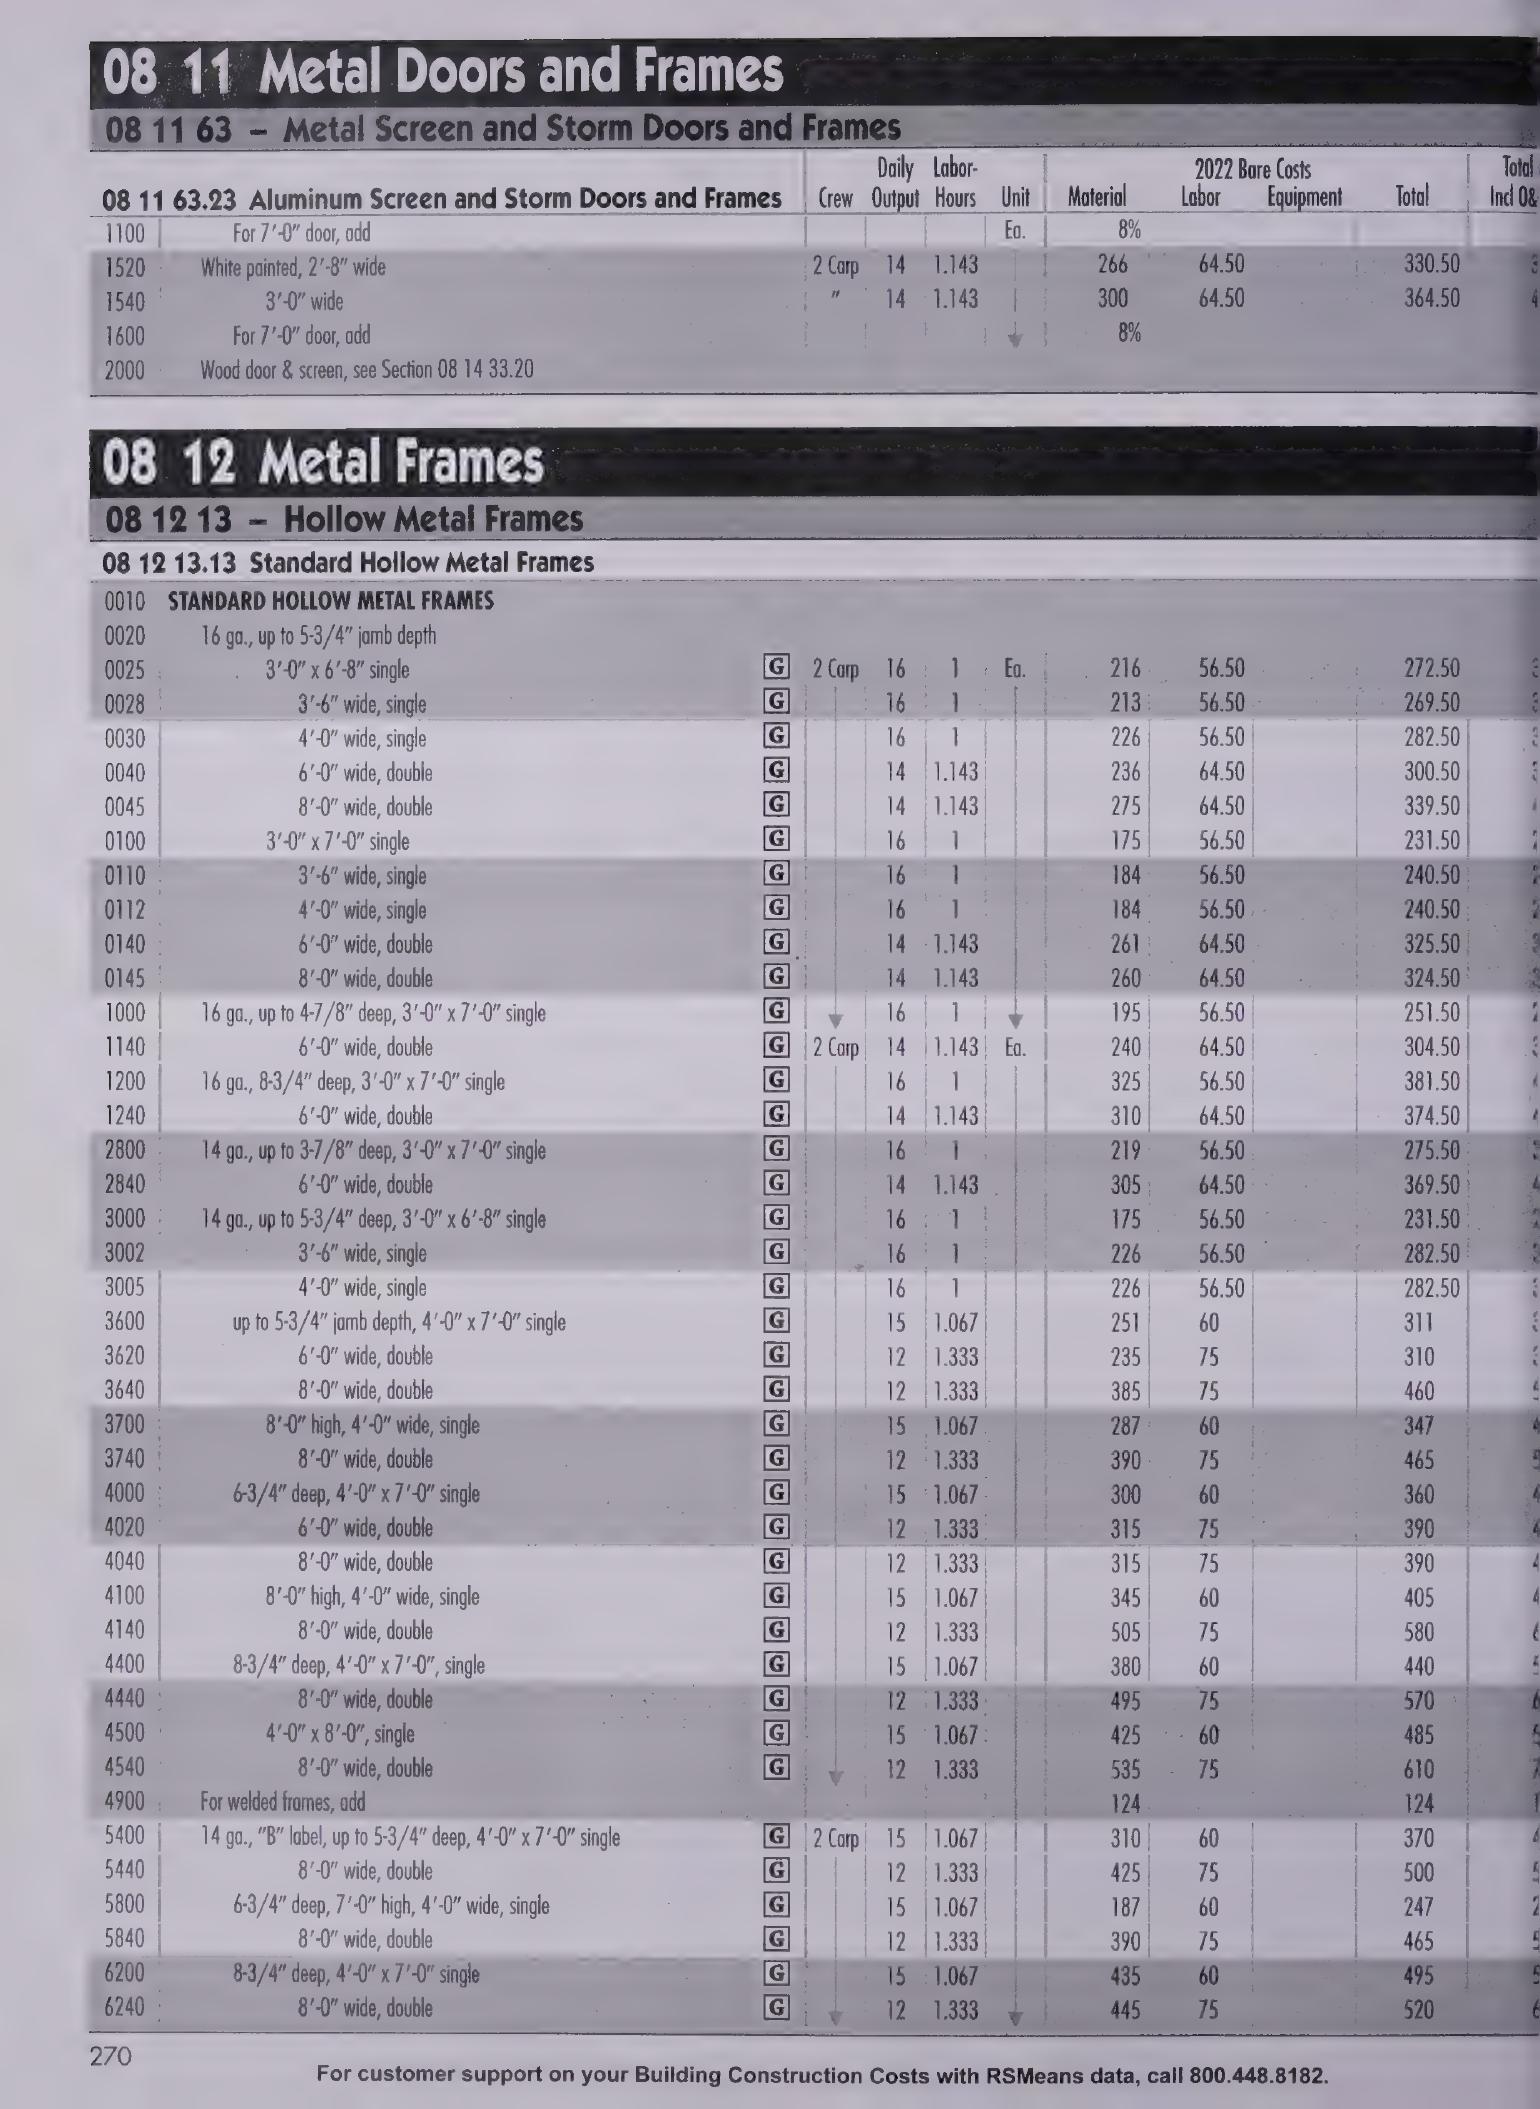 08 11 Metal Doors and Frames
08 11 63 – Metal Screen and Storm Doors and Frames
08 11 63.23 Aluminum Screen and Storm Doors and Frames Crew Daily Output Labor-Hours Unit Material 2022 Bare Costs Labor Equipment Total Total Incl O&
1100 For 7'-0" door, add Ea. 8%
1520 White painted, 2'-8" wide 2 Carp 14 1.143 266 64.50 330.50
1540 3'-0" wide " 14 1.143 300 64.50 364.50
1600 For 7'-0" door, add 8%
2000 Wood door & screen, see Section 08 14 33.20
08 12 Metal Frames
08 12 13 – Hollow Metal Frames
08 12 13.13 Standard Hollow Metal Frames
0010 STANDARD HOLLOW METAL FRAMES
0020 16 ga., up to 5-3/4" jamb depth
0025 3'-0" x 6'-8" single G 2 Carp 16 1 Ea. 216 56.50 272.50
0028 3'-6" wide, single G 16 1 213 56.50 269.50
0030 4'-0" wide, single G 16 1 226 56.50 282.50
0040 6'-0" wide, double G 14 1.143 236 64.50 300.50
0045 8'-0" wide, double G 14 1.143 275 64.50 339.50
0100 3'-0" x 7'-0" single G 16 1 175 56.50 231.50
0110 3'-6" wide, single G 16 1 184 56.50 240.50
0112 4'-0" wide, single G 16 1 184 56.50 240.50
0140 6'-0" wide, double G 14 1.143 261 64.50 325.50
0145 8'-0" wide, double G 14 1.143 260 64.50 324.50
1000 16 ga., up to 4-7/8" deep, 3'-0" x 7'-0" single G 16 1 195 56.50 251.50
1140 6'-0" wide, double G 2 Carp 14 1.143 Ea. 240 64.50 304.50
1200 16 ga., 8-3/4" deep, 3'-0" x 7'-0" single G 16 1 325 56.50 381.50
1240 6'-0" wide, double G 14 1.143 310 64.50 374.50
2800 14 ga., up to 3-7/8" deep, 3'-0" x 7'-0" single G 16 1 219 56.50 275.50
2840 6'-0" wide, double G 14 1.143 305 64.50 369.50
3000 14 ga., up to 5-3/4" deep, 3'-0" x 6'-8" single G 16 1 175 56.50 231.50
3002 3'-6" wide, single G 16 1 226 56.50 282.50
3005 4'-0" wide, single G 16 1 226 56.50 282.50
3600 up to 5-3/4" jamb depth, 4'-0" x 7'-0" single G 15 1.067 251 60 311
3620 6'-0" wide, double G 12 1.333 235 75 310
3640 8'-0" wide, double G 12 1.333 385 75 460
3700 8'-0" high, 4'-0" wide, single G 15 1.067 287 60 347
3740 8'-0" wide, double G 12 1.333 390 75 465
4000 6-3/4" deep, 4'-0" x 7'-0" single G 15 1.067 300 60 360
4020 6'-0" wide, double G 12 1.333 315 75 390
4040 8'-0" wide, double G 12 1.333 315 75 390
4100 8'-0" high, 4'-0" wide, single G 15 1.067 345 60 405
4140 8'-0" wide, double G 12 1.333 505 75 580
4400 8-3/4" deep, 4'-0" x 7'-0", single G 15 1.067 380 60 440
4440 8'-0" wide, double G 12 1.333 495 75 570
4500 4'-0" x 8'-0", single G 15 1.067 425 60 485
4540 8'-0" wide, double G 12 1.333 535 75 610
4900 For welded frames, add 124 124
5400 14 ga., "B" label, up to 5-3/4" deep, 4'-0" x 7'-0" single G 2 Carp 15 1.067 310 60 370
5440 8'-0" wide, double G 12 1.333 425 75 500
5800 6-3/4" deep, 7'-0" high, 4'-0" wide, single G 15 1.067 187 60 247
5840 8'-0" wide, double G 12 1.333 390 75 465
6200 8-3/4" deep, 4'-0" x 7'-0" single G 15 1.067 435 60 495
6240 8'-0" wide, double G 12 1.333 445 75 520
270
For customer support on your Building Construction Costs with RSMeans data, call 800.448.8182.